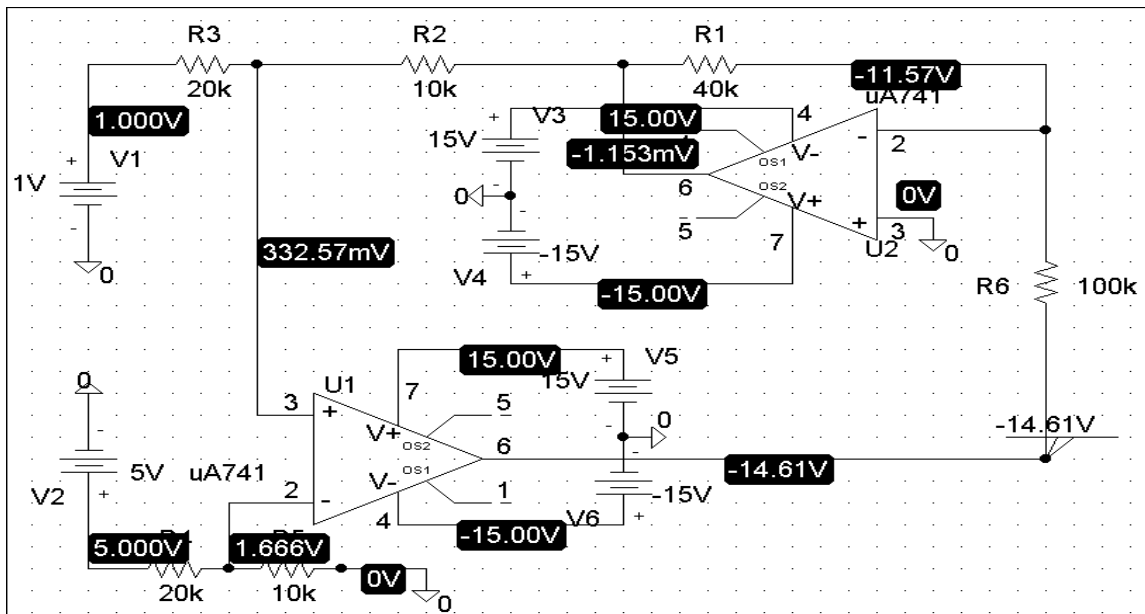 R3
R2
R1
20k
10k
40k
-11.57V
uA741
1.000V
V3
15.00V
4
15V
V-
-
2
V1
-1.153mV
OS1
1V
6
OS2
0
V+
0V
5
+
3
7
U2
0
-15V
332.57mV
V4
-15.00V
0
R6
100k
15.00V
V5
15V
0
U1
7
3
+
V+
5
OS2
0
-14.61V
6
5V
uA741
V-
OS1
-14.61V
V2
2
-
1
-15V
4
V6
-15.00V
5.000V
1.666V
0V
20k
10k
0